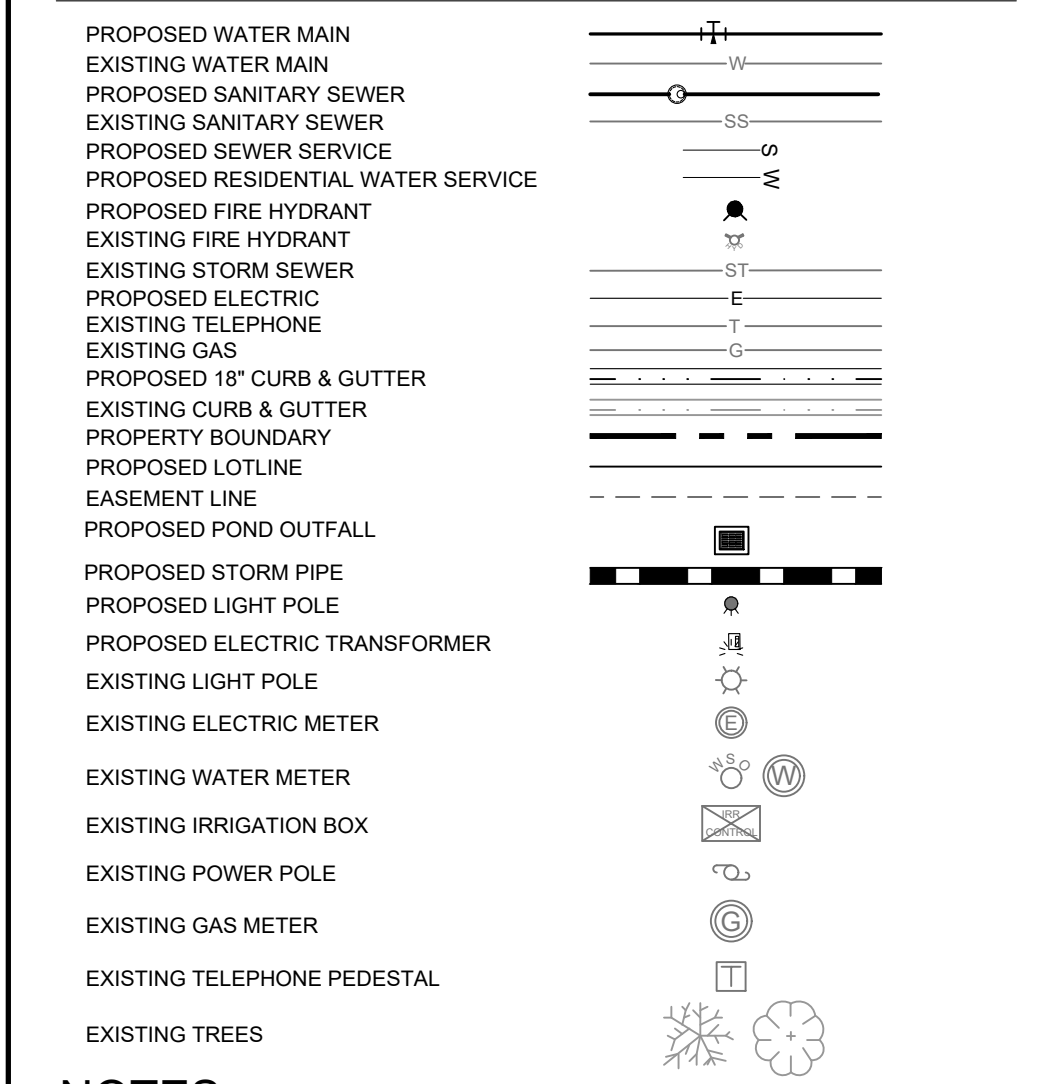 PROPOSED WATER MAIN
EXISTING WATER MAIN W
PROPOSED SANITARY SEWER
EXISTING SANITARY SEWER SS
PROPOSED SEWER SERVICE S
PROPOSED RESIDENTIAL WATER SERVICE W
PROPOSED FIRE HYDRANT
EXISTING FIRE HYDRANT
EXISTING STORM SEWER ST
PROPOSED ELECTRIC E
EXISTING TELEPHONE T
EXISTING GAS G
PROPOSED 18" CURB & GUTTER
EXISTING CURB & GUTTER
PROPERTY BOUNDARY
PROPOSED LOTLINE
EASEMENT LINE
PROPOSED POND OUTFALL
PROPOSED STORM PIPE
PROPOSED LIGHT POLE
PROPOSED ELECTRIC TRANSFORMER
EXISTING LIGHT POLE
EXISTING ELECTRIC METER E
EXISTING WATER METER WSO W
EXISTING IRRIGATION BOX IRR CONTROL
EXISTING POWER POLE
EXISTING GAS METER G
EXISTING TELEPHONE PEDESTAL T
EXISTING TREES
NOTES